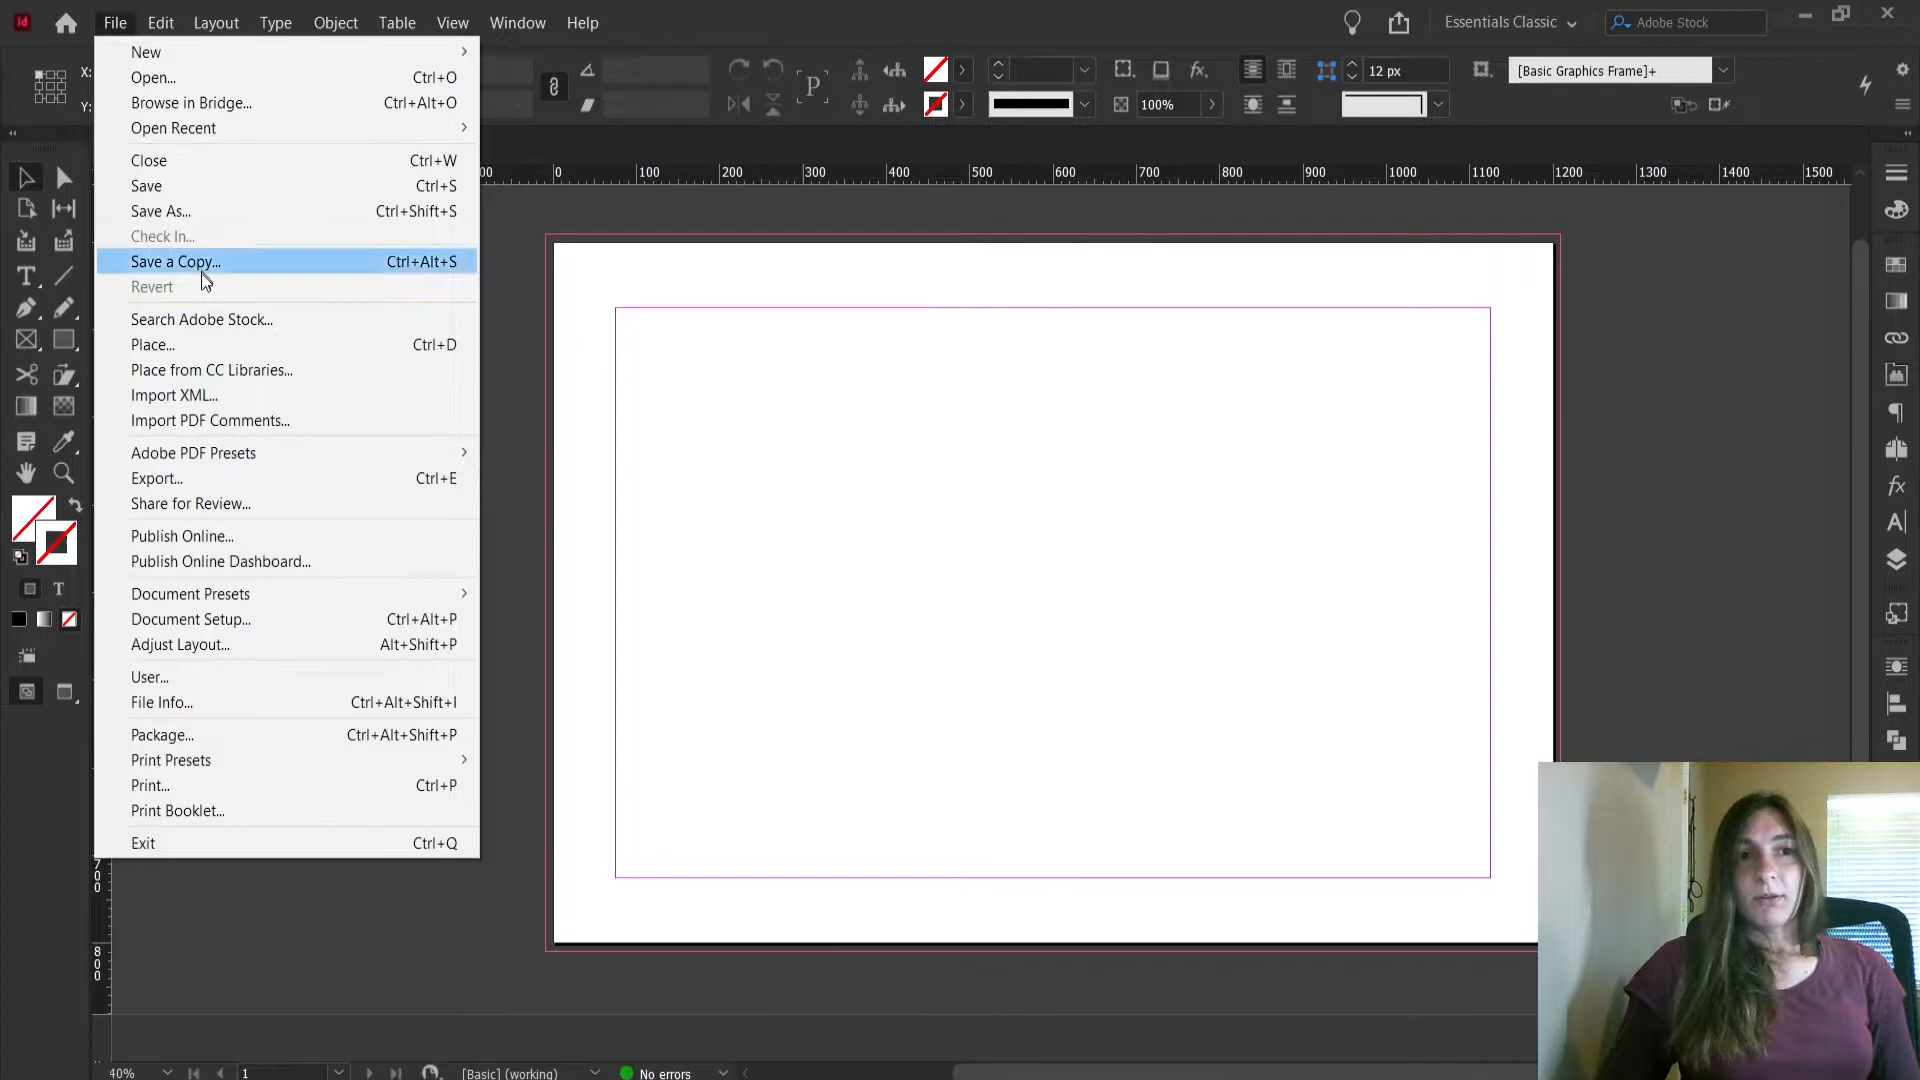 Id File Edit Layout Type Object Table View Window Help Essentials Classic Adobe Stock
X:
Y:
P
fx.
12 px
[Basic Graphics Frame]+
100%
New
Open... Ctrl+O
Browse in Bridge... Ctrl+Alt+O
Open Recent
Close Ctrl+W
Save Ctrl+S
Save As... Ctrl+Shift+S
Check In...
Save a Copy... Ctrl+Alt+S
Revert
Search Adobe Stock...
Place... Ctrl+D
Place from CC Libraries...
Import XML...
Import PDF Comments...
Adobe PDF Presets
Export... Ctrl+E
Share for Review...
Publish Online...
Publish Online Dashboard...
Document Presets
Document Setup... Ctrl+Alt+P
Adjust Layout... Alt+Shift+P
User...
File Info... Ctrl+Alt+Shift+I
Package... Ctrl+Alt+Shift+P
Print Presets
Print... Ctrl+P
Print Booklet...
Exit Ctrl+Q
00 0 100 200 300 400 500 600 700 800 900 1000 1100 1200 1300 1400 1500
T
T
fx
A
700
800
40% 1 [Basic] (working) No errors